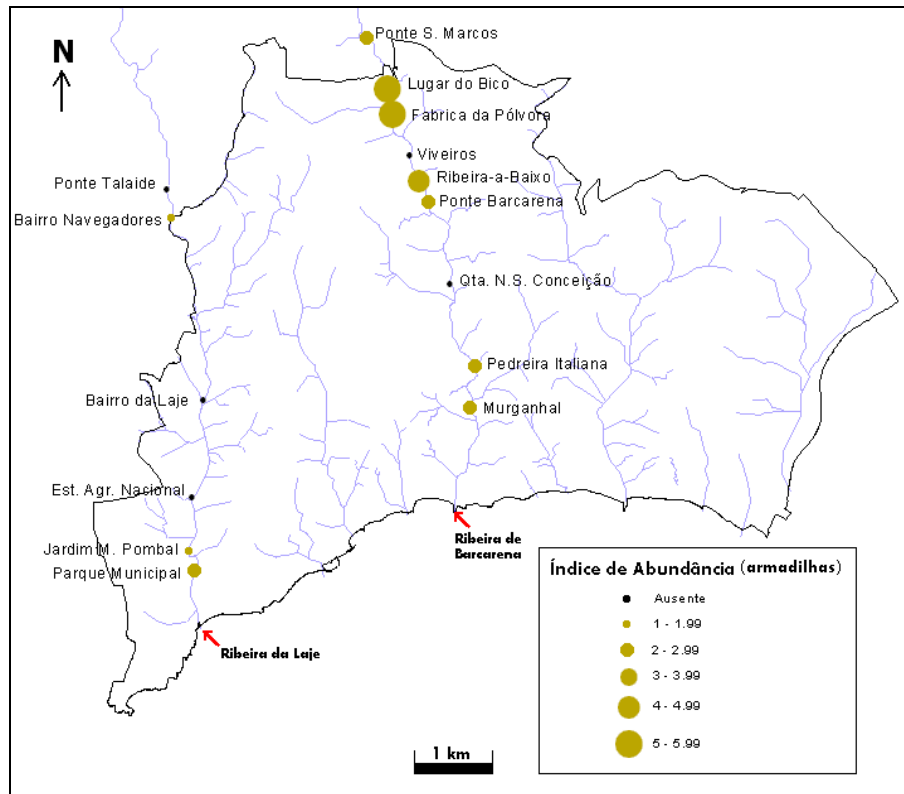 Ponte S. Marcos
N
Lugar do Bico
Fabrica da Pólvora
Viveiros
Ponte Talaide
Ribeira-a-Baixo
Ponte Barcarena
Bairro Navegadores
Qta. N.S. Conceição
Pedreira Italiana
Bairro da Laje
Murganhal
Est. Agr. Nacional
Ribeira de
Barcarena
Jardim M. Pombal
Parque Municipal
Ribeira da Laje
Índice de Abundância (armadilhas)
Ausente
1 - 1.99
2 - 2.99
3 - 3.99
4 - 4.99
5 - 5.99
1 km